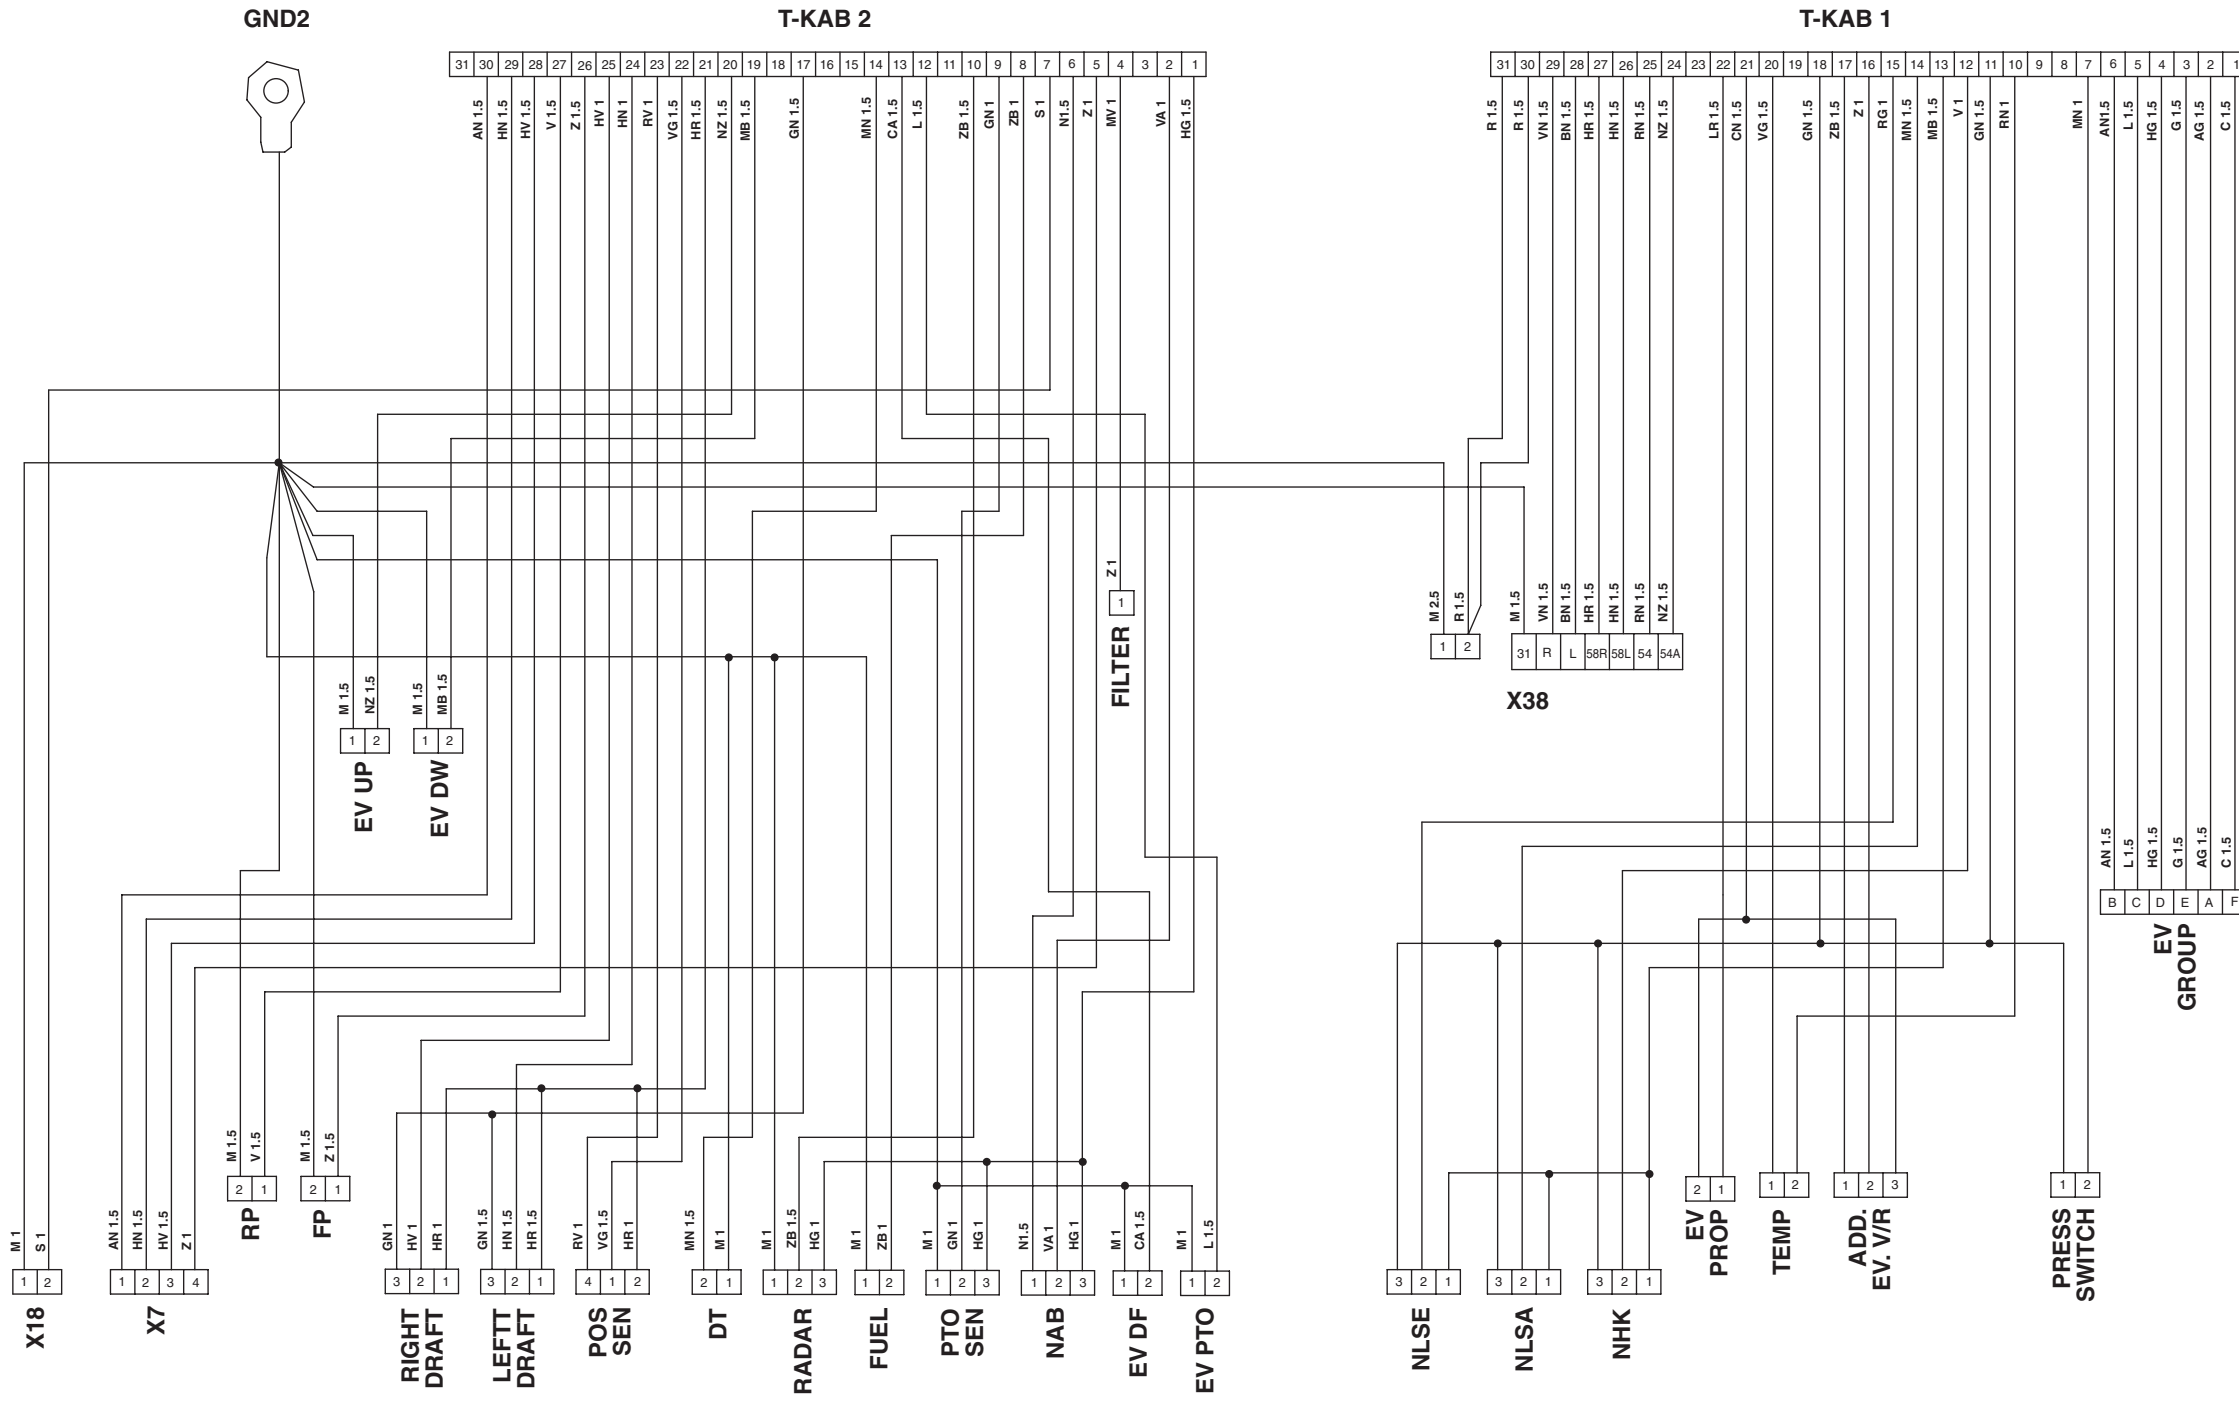 GND2 T-KAB 2 T-KAB 1
31 30 29 28 27 26 25 24 23 22 21 20 19 18 17 16 15 14 13 12 11 10 9 8 7 6 5 4 3 2 1
31 30 29 28 27 26 25 24 23 22 21 20 19 18 17 16 15 14 13 12 11 10 9 8 7 6 5 4 3 2 1
AN 1.5 HN 1.5 HV 1.5 V 1.5 Z 1.5 HV 1 HN 1 RV 1 VG 1.5 HR 1.5 NZ 1.5 MB 1.5 GN 1.5 MN 1.5 CA 1.5 L 1.5 ZB 1.5 GN 1 ZB 1 S 1 N1.5 Z 1 MV 1 VA 1 HG 1.5
R 1.5 R 1.5 VN 1.5 BN 1.5 HR 1.5 HN 1.5 RN 1.5 NZ 1.5 LR 1.5 CN 1.5 VG 1.5 GN 1.5 ZB 1.5 Z 1 RG 1 MN 1.5 MB 1.5 V 1 GN 1.5 RN 1 MN 1 AN1.5 L 1.5 HG 1.5 G 1.5 AG 1.5 C 1.5
Z 1
1
FILTER
M 2.5 R 1.5
1 2
M 1.5 VN 1.5 BN 1.5 HR 1.5 HN 1.5 RN 1.5 NZ 1.5
31 R L 58R 58L 54 54A
X38
M 1.5 NZ 1.5
1 2
EV UP
M 1.5 MB 1.5
1 2
EV DW
AN 1.5 L 1.5 HG 1.5 G 1.5 AG 1.5 C 1.5
B C D E A F
EV
GROUP
M 1.5 V 1.5
2 1
RP
M 1.5 Z 1.5
2 1
FP
2 1
EV
PROP
1 2
TEMP
1 2 3
ADD.
EV. V/R
1 2
PRESS
SWITCH
M 1 S 1
1 2
X18
AN 1.5 HN 1.5 HV 1.5 Z 1
1 2 3 4
X7
GN 1 HV 1 HR 1
3 2 1
RIGHT
DRAFT
GN 1.5 HN 1.5 HR 1.5
3 2 1
LEFTT
DRAFT
RV 1 VG 1.5 HR 1
4 1 2
POS
SEN
MN 1.5 M 1
2 1
DT
M 1 ZB 1.5 HG 1
1 2 3
RADAR
M 1 ZB 1
1 2
FUEL
M 1 GN 1 HG 1
1 2 3
PTO
SEN
N1.5 VA 1 HG 1
1 2 3
NAB
M 1 CA 1.5
1 2
EV DF
M 1 L 1.5
1 2
EV PTO
3 2 1
NLSE
3 2 1
NLSA
3 2 1
NHK